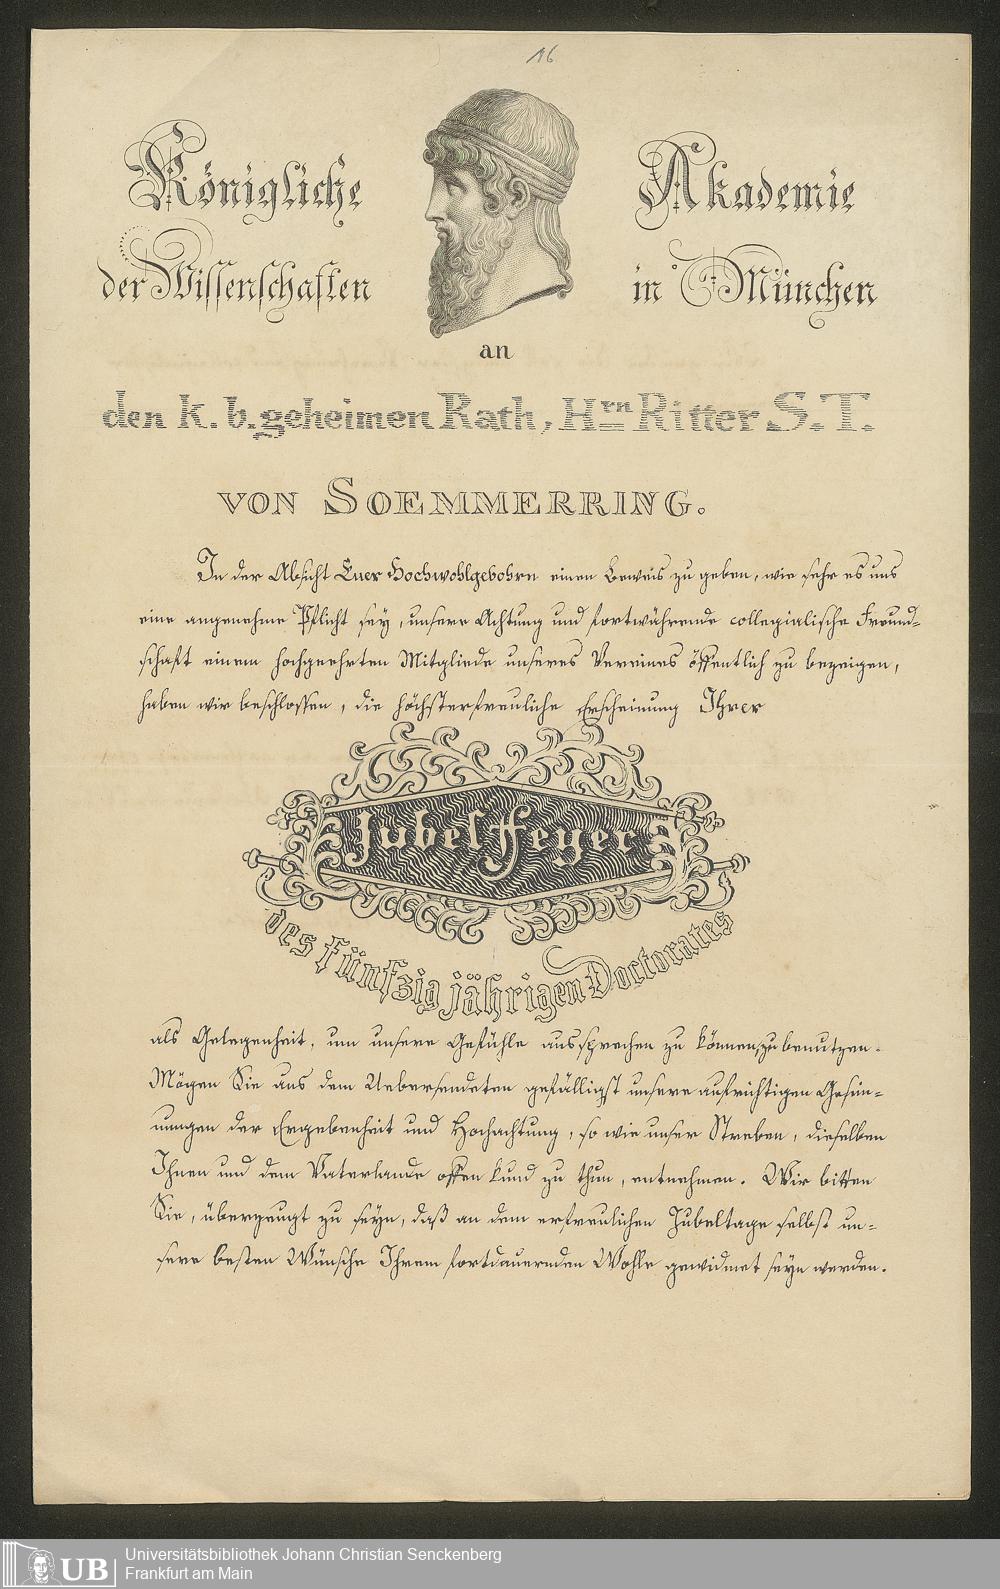 16
Königliche Akademie
der Wissenschaften in München
an
den k. b. geheimen Rath, Hrn Ritter S. T.
VON SOEMMERRING.
In der Absicht Euer Hochwohlgebohrn einen Beweis zu geben, wie sehr es uns
eine angenehme Pflicht sey, unsere Achtung und fortwährende collegialische Freund-
schaft einem hochgeehrten Mitgliede unseres Vereines öffentlich zu bezeigen,
haben wir beschlossen, die höchsterfreuliche Erscheinung Ihrer
Jubelfeyer
des fünfzig jährigen Doctorates
als Gelegenheit, um unsere Gefühle aussprechen zu können, zu benutzen.
Mögen Sie aus dem Uebersendeten gefälligst unsere aufrichtigen Gesin-
nungen der Ergebenheit und Hochachtung, so wie unser Streben, dieselben
Ihnen und dem Vaterlande offen kund zu thun, entnehmen. Wir bitten
Sie, überzeugt zu seyn, daß an dem erfreulichen Jubeltage selbst un-
sere besten Wünsche Ihrem fortdauernden Wohle gewidmet seyn werden.
UB
Universitätsbibliothek Johann Christian Senckenberg
Frankfurt am Main